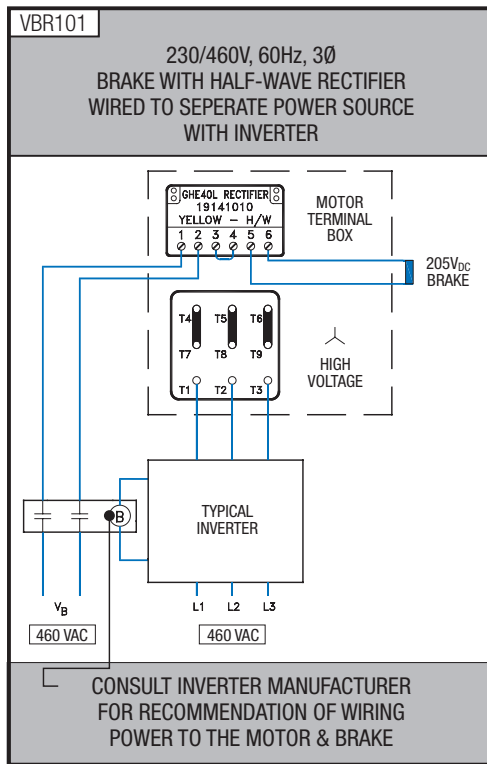 VBR101
230/460V, 60Hz, 3Ø
BRAKE WITH HALF-WAVE RECTIFIER
WIRED TO SEPERATE POWER SOURCE
WITH INVERTER
GHE40L RECTIFIER
19141010
YELLOW - H/W
1 2 3 4 5 6
MOTOR
TERMINAL
BOX
205VDC
BRAKE
T4 T5 T6
T7 T8 T9
T1 T2 T3
HIGH
VOLTAGE
B
TYPICAL
INVERTER
VB
460 VAC
L1 L2 L3
460 VAC
CONSULT INVERTER MANUFACTURER
FOR RECOMMENDATION OF WIRING
POWER TO THE MOTOR & BRAKE